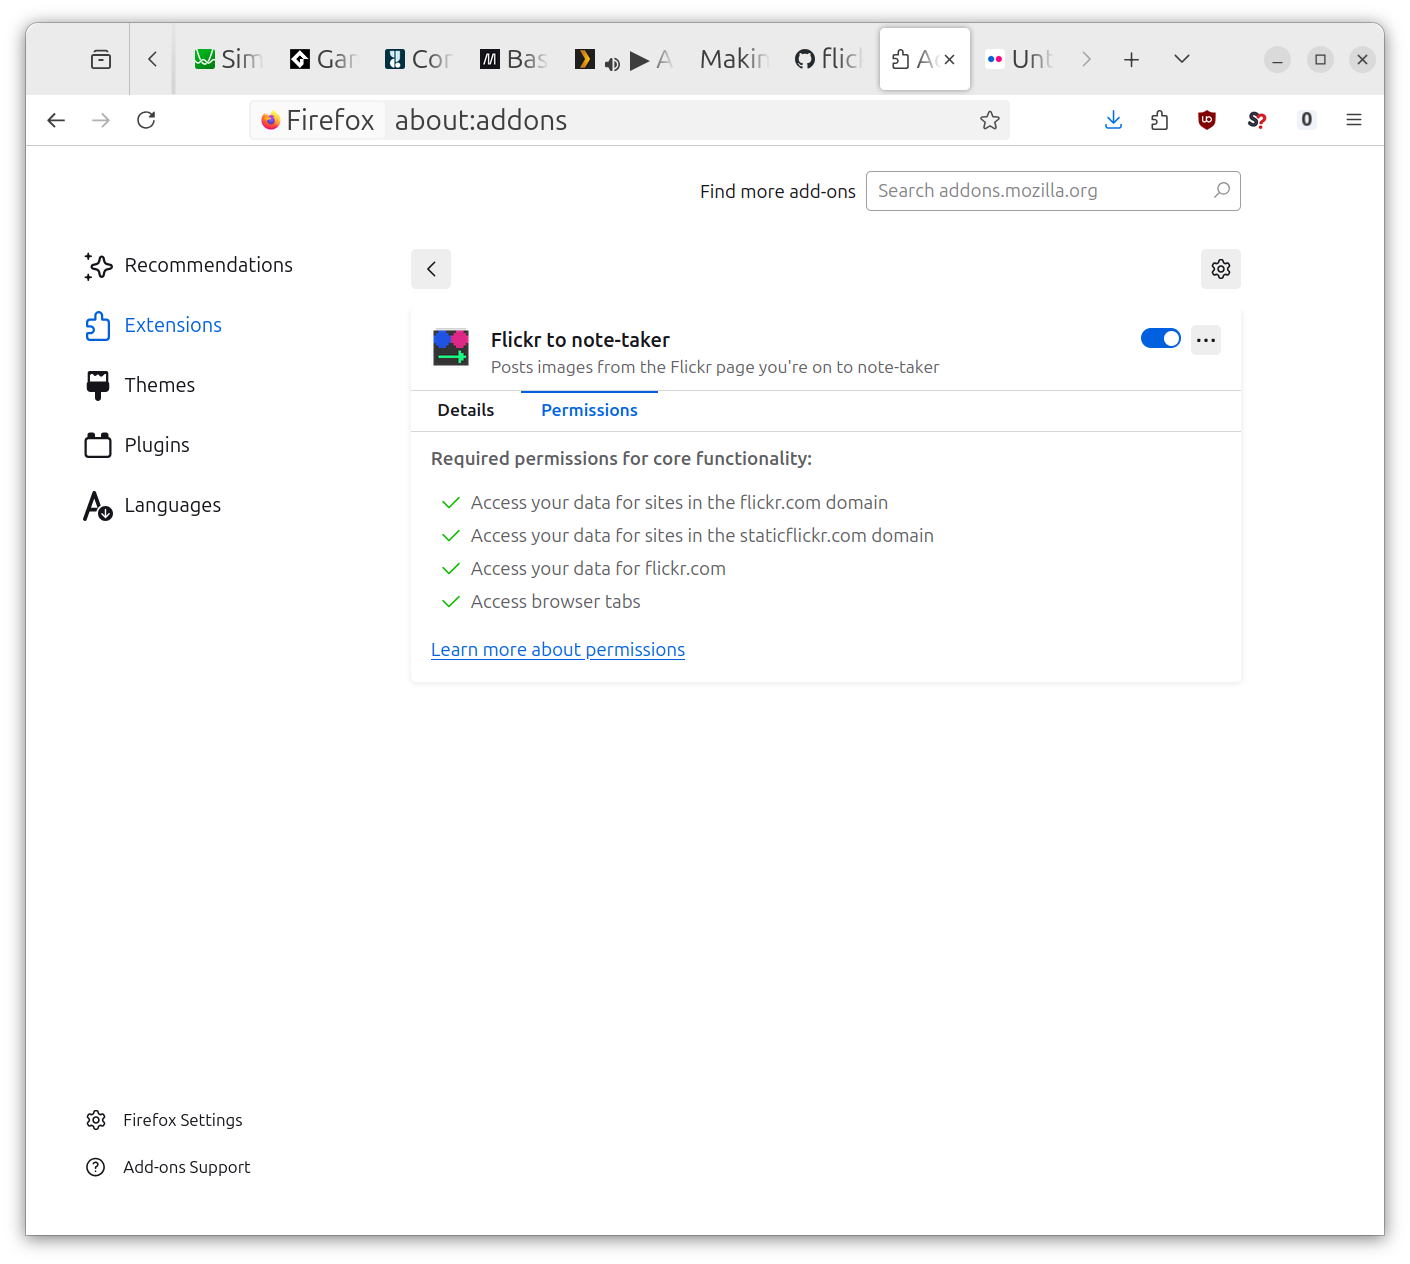 Sim Gar Cor Bas A Makin flick A Unt
Firefox about:addons 0
Find more add-ons Search addons.mozilla.org
Recommendations
Extensions
Themes
Plugins
Languages
Flickr to note-taker
Posts images from the Flickr page you're on to note-taker
Details Permissions
Required permissions for core functionality:
Access your data for sites in the flickr.com domain
Access your data for sites in the staticflickr.com domain
Access your data for flickr.com
Access browser tabs
Learn more about permissions
Firefox Settings
Add-ons Support